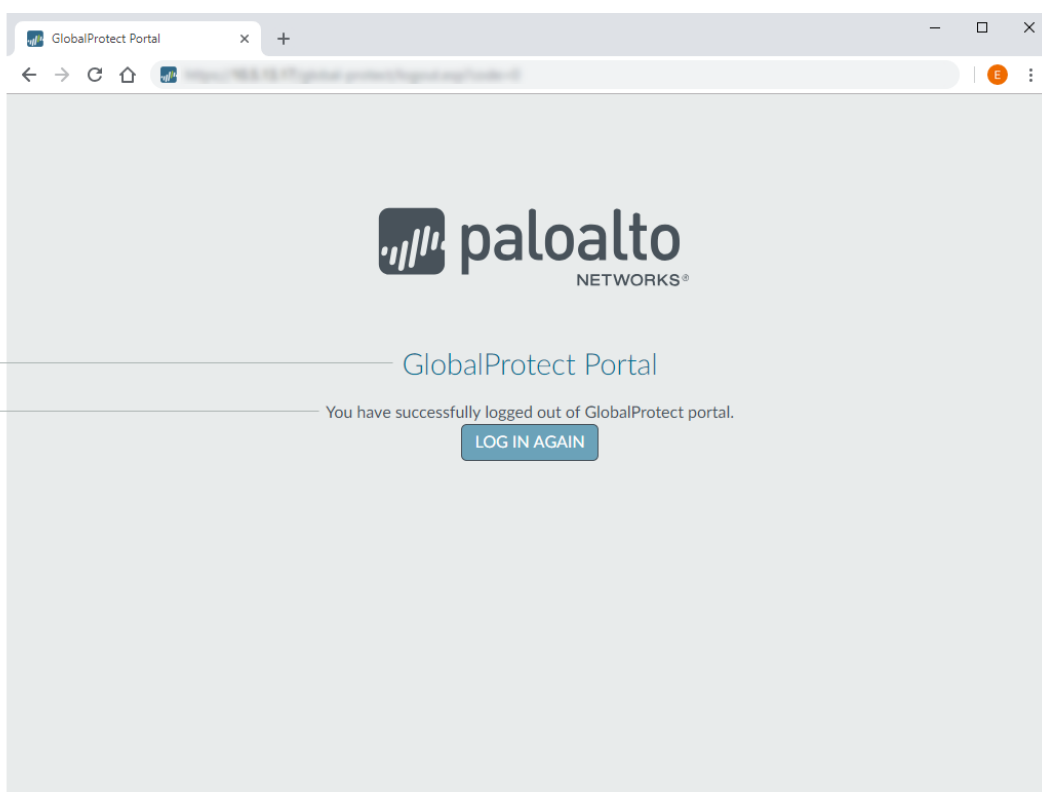 GlobalProtect Portal
E
paloalto
NETWORKS®
GlobalProtect Portal
You have successfully logged out of GlobalProtect portal.
LOG IN AGAIN